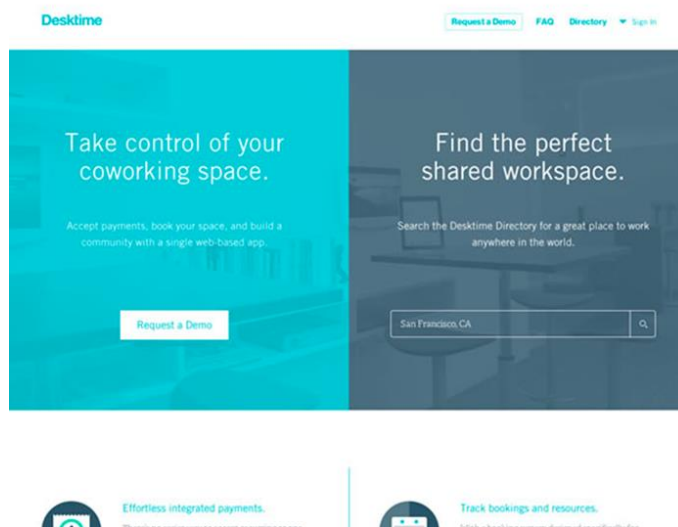 Desktime
Request a Demo FAQ Directory Sign In
Take control of your
coworking space.
Accept payments, book your space, and build a
community with a single web-based app.
Request a Demo
Find the perfect
shared workspace.
Search the Desktime Directory for a great place to work
anywhere in the world.
San Francisco, CA
Effortless integrated payments.
Track bookings and resources.